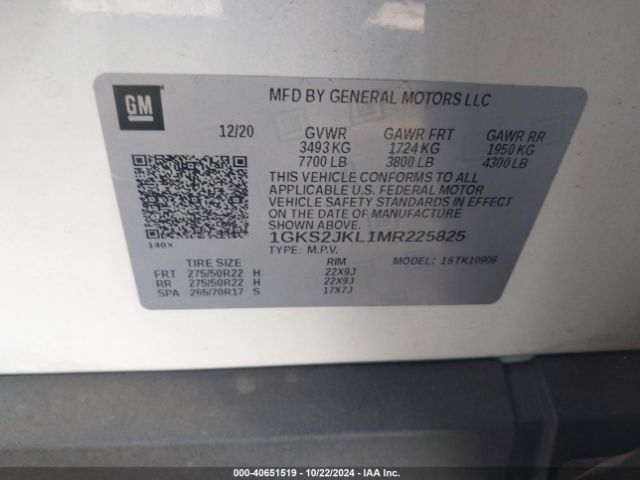 GM
MFD BY GENERAL MOTORS LLC
12/20 GVWR GAWR FRT GAWR RR
3493 KG 1724 KG 1950 KG
7700 LB 3800 LB 4300 LB
THIS VEHICLE CONFORMS TO ALL
APPLICABLE U.S. FEDERAL MOTOR
VEHICLE SAFETY STANDARDS IN EFFECT
ON THE DATE OF MANUFACTURE
SHOWN ABOVE.
1GKS2JKL1MR225825
140X
TYPE: M.P.V. MODEL: 15TK10906
TIRE SIZE RIM
FRT 275/50R22 H 22X9J
RR 275/50R22 H 22X9J
SPA 265/70R17 S 17X7J
000-40651519 - 10/22/2024 - IAA Inc.